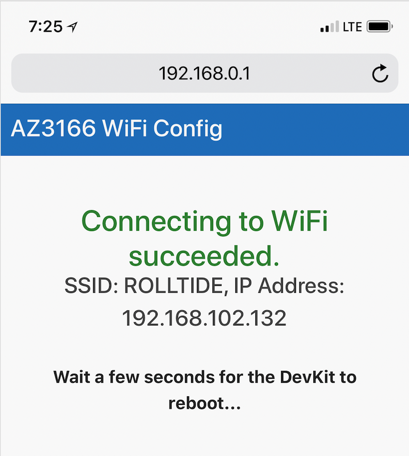 7:25 LTE
192.168.0.1
AZ3166 WiFi Config
Connecting to WiFi
succeeded.
SSID: ROLLTIDE, IP Address:
192.168.102.132
Wait a few seconds for the DevKit to
reboot...